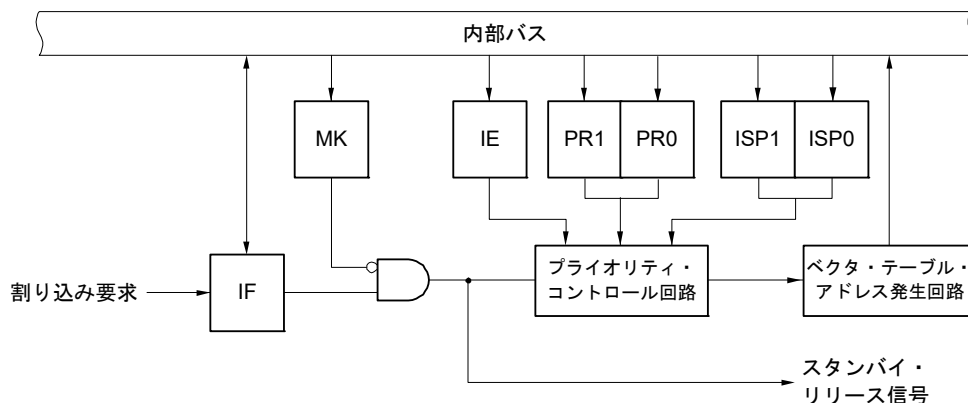 内部バス
MK
IE
PR1
PR0
ISP1
ISP0
割り込み要求
IF
プライオリティ・
コントロール回路
ベクタ・テーブル・
アドレス発生回路
スタンバイ・
リリース信号